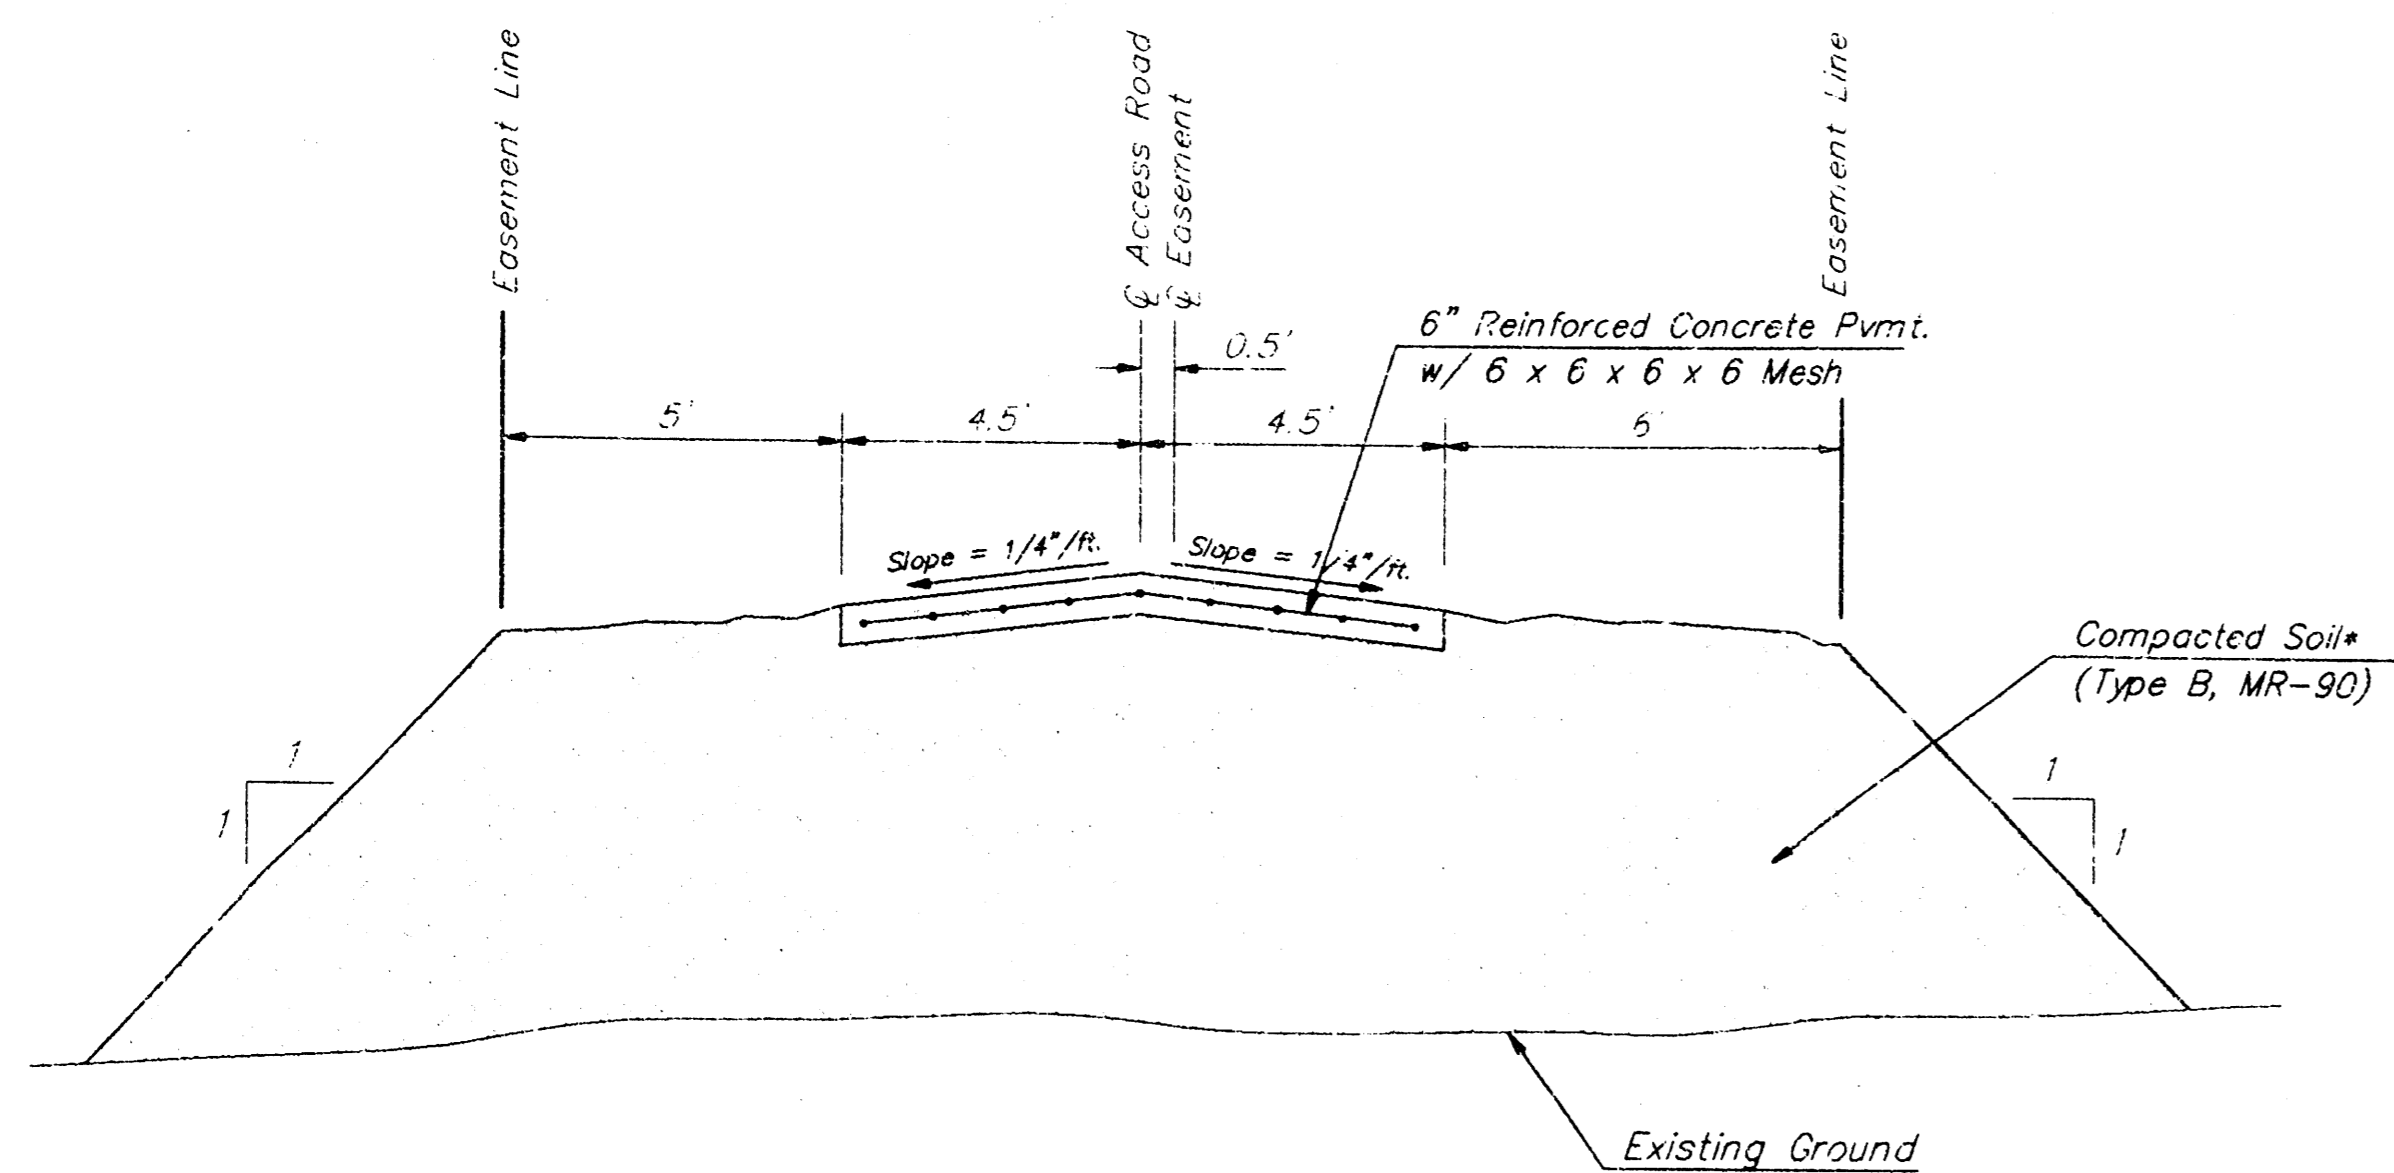 Easement Line
℄ Access Road
℄ Easement
Easement Line
6" Reinforced Concrete Pvmt.
w/ 6 x 6 x 6 x 6 Mesh
0.5'
5'
4.5'
4.5'
6'
Slope = 1/4"/ft.
Slope = 1/4"/ft.
Compacted Soil*
(Type B, MR-90)
1
1
1
1
Existing Ground